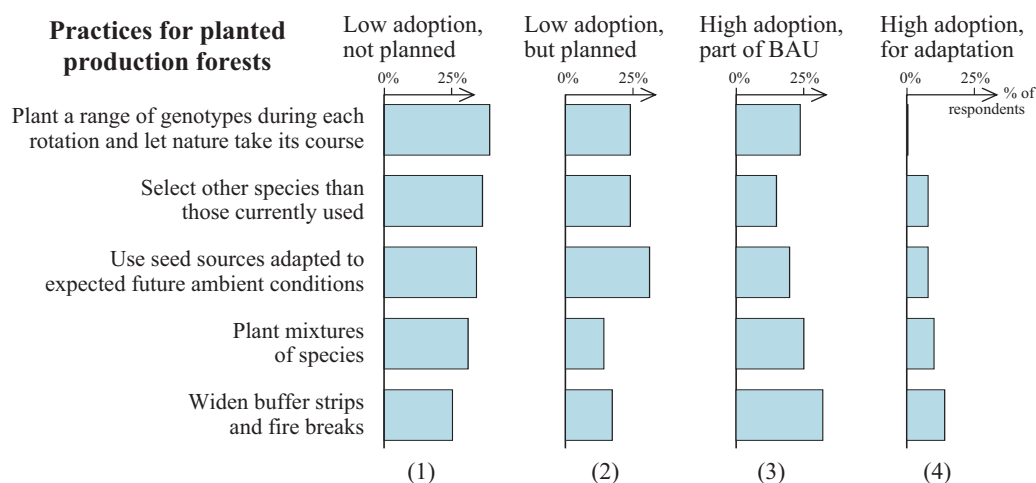 Practices for planted
production forests
Low adoption,
not planned
Low adoption,
but planned
High adoption,
part of BAU
High adoption,
for adaptation
0% 25%
0% 25%
0% 25%
0% 25%
% of
respondents
Plant a range of genotypes during each
rotation and let nature take its course
Select other species than
those currently used
Use seed sources adapted to
expected future ambient conditions
Plant mixtures
of species
Widen buffer strips
and fire breaks
(1) (2) (3) (4)